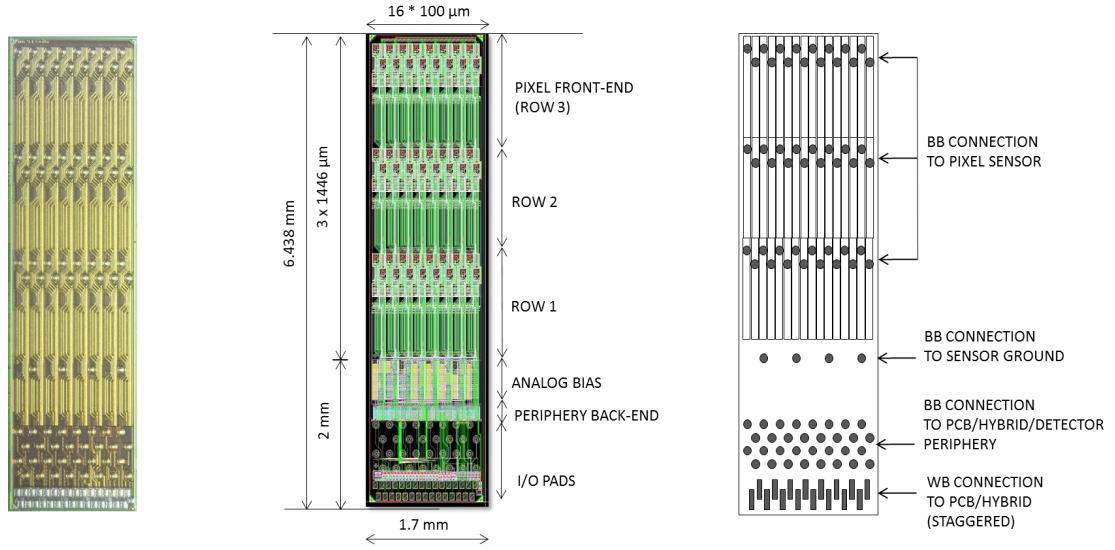 16 * 100 µm
PIXEL FRONT-END
(ROW 3)
ROW 2
ROW 1
ANALOG BIAS
PERIPHERY BACK-END
I/O PADS
6.438 mm
3 x 1446 µm
2 mm
1.7 mm
BB CONNECTION
TO PIXEL SENSOR
BB CONNECTION
TO SENSOR GROUND
BB CONNECTION
TO PCB/HYBRID/DETECTOR
PERIPHERY
WB CONNECTION
TO PCB/HYBRID
(STAGGERED)